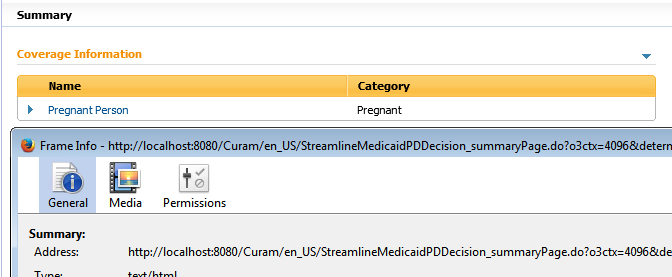 Summary
Coverage Information
Name Category
Pregnant Person Pregnant
Frame Info - http://localhost:8080/Curam/en_US/StreamlineMedicaidPDDecision_summaryPage.do?o3ctx=4096&determ
General Media Permissions
Summary:
Address: http://localhost:8080/Curam/en_US/StreamlineMedicaidPDDecision_summaryPage.do?o3ctx=4096&de
Type: text/html